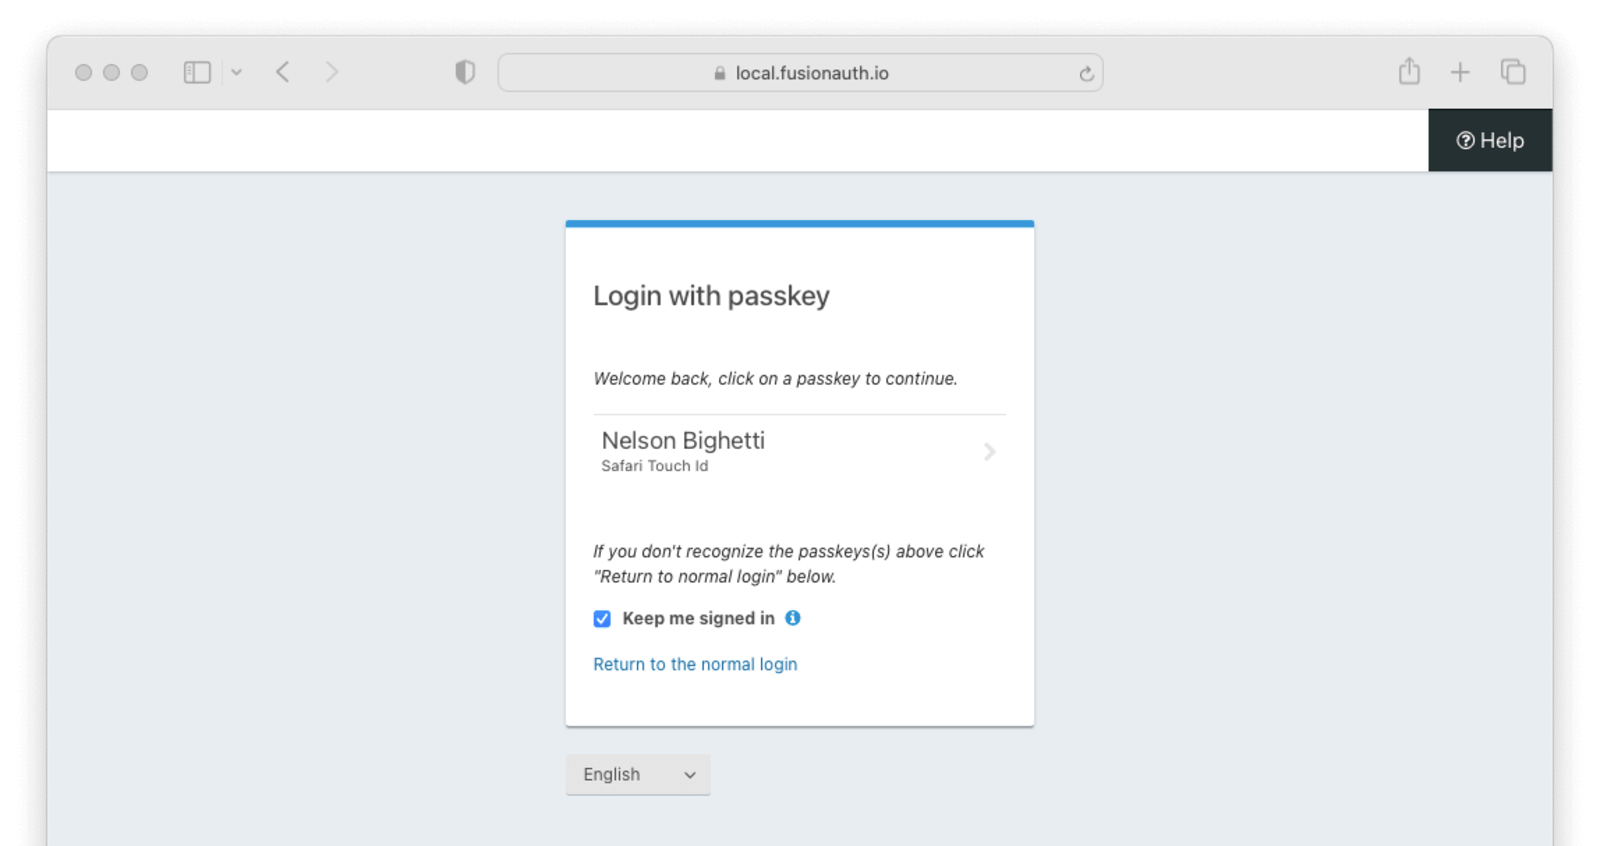 local.fusionauth.io
Help
Login with passkey
Welcome back, click on a passkey to continue.
Nelson Bighetti
Safari Touch Id
If you don't recognize the passkeys(s) above click
"Return to normal login" below.
Keep me signed in
Return to the normal login
English